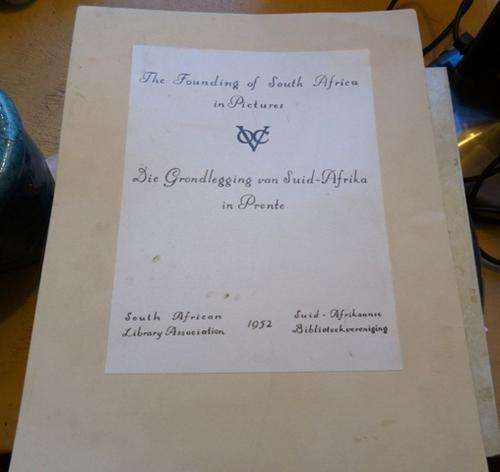 The Founding of South Africa
in Pictures
VOC
Die Grondlegging van Suid-Afrika
in Prente
South African
Library Association
1952
Suid-Afrikaanse
Biblioteekvereniging